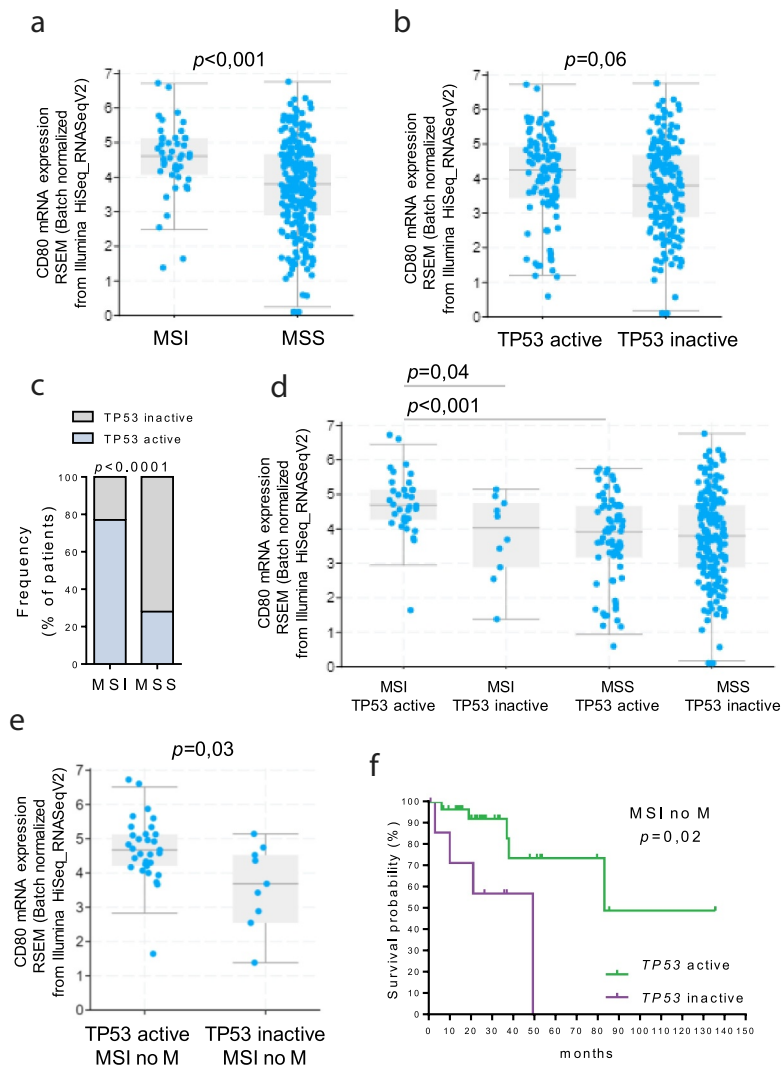 a
p<0,001
CD80 mRNA expression
RSEM (Batch normalized
from Illumina HiSeq_RNASeqV2)
7
6
5
4
3
2
1
0
MSI
MSS
b
p=0,06
CD80 mRNA expression
RSEM (Batch normalized
from Illumina HiSeq_RNASeqV2)
7
6
5
4
3
2
1
0
TP53 active
TP53 inactive
c
TP53 inactive
TP53 active
p<0.0001
Frequency
(% of patients)
100
80
60
40
20
0
MSI
MSS
d
p=0,04
p<0,001
CD80 mRNA expression
RSEM (Batch normalized
from Illumina HiSeq_RNASeqV2)
7
6
5
4
3
2
1
0
MSI
TP53 active
MSI
TP53 inactive
MSS
TP53 active
MSS
TP53 inactive
e
p=0,03
CD80 mRNA expression
RSEM (Batch normalized
from Illumina HiSeq_RNASeqV2)
7
6
5
4
3
2
1
0
TP53 active
MSI no M
TP53 inactive
MSI no M
f
MSI no M
p=0,02
Survival probability (%)
100
90
80
70
60
50
40
30
20
10
0
TP53 active
TP53 inactive
0 10 20 30 40 50 60 70 80 90 100 110 120 130 140 150
months